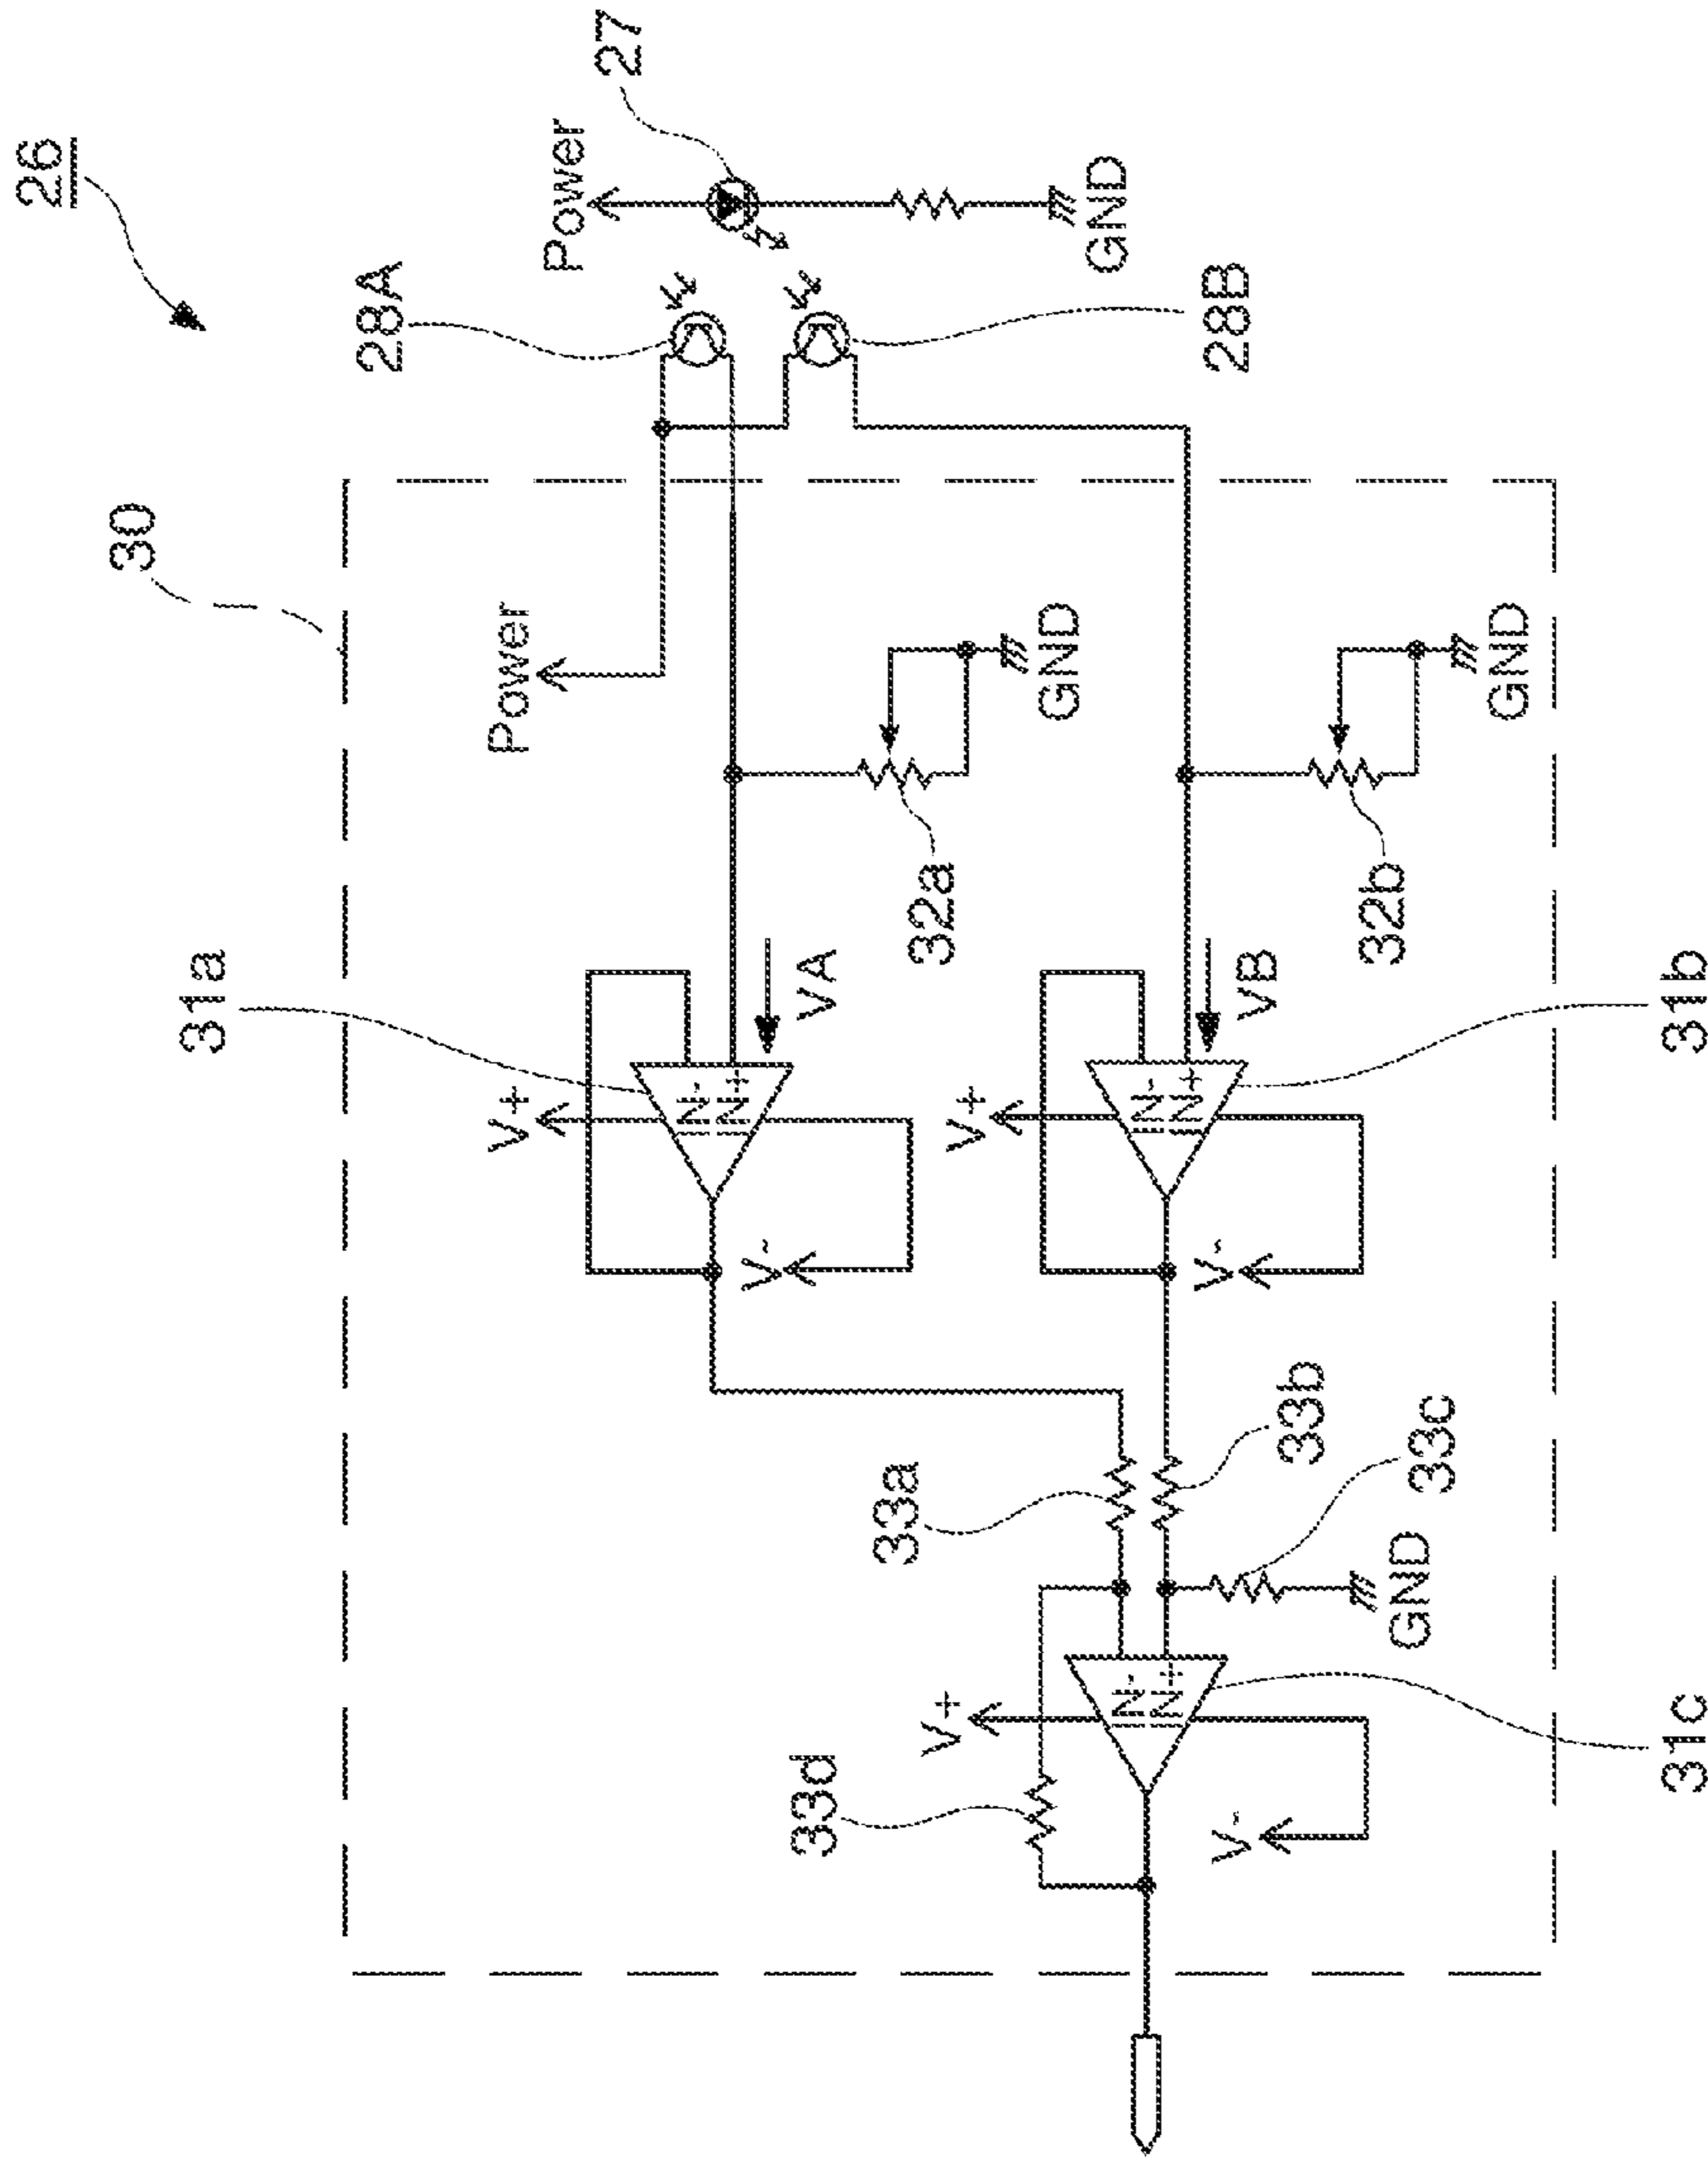 26
Power
27
28A
GND
28B
30
Power
GND
GND
32a
32b
31a
VA
VB
31b
V+
IN-
IN+
V+
IN-
IN+
V-
V-
33a
33b
33c
GND
V+
IN-
IN+
31c
33d
V-